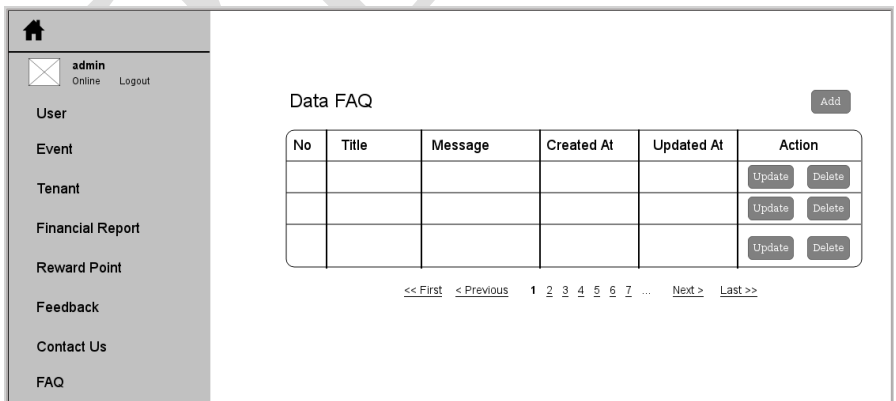 admin
Online Logout
User
Event
Tenant
Financial Report
Reward Point
Feedback
Contact Us
FAQ
Data FAQ
Add
No Title Message Created At Updated At Action
Update Delete
Update Delete
Update Delete
<< First < Previous 1 2 3 4 5 6 7 ... Next > Last >>